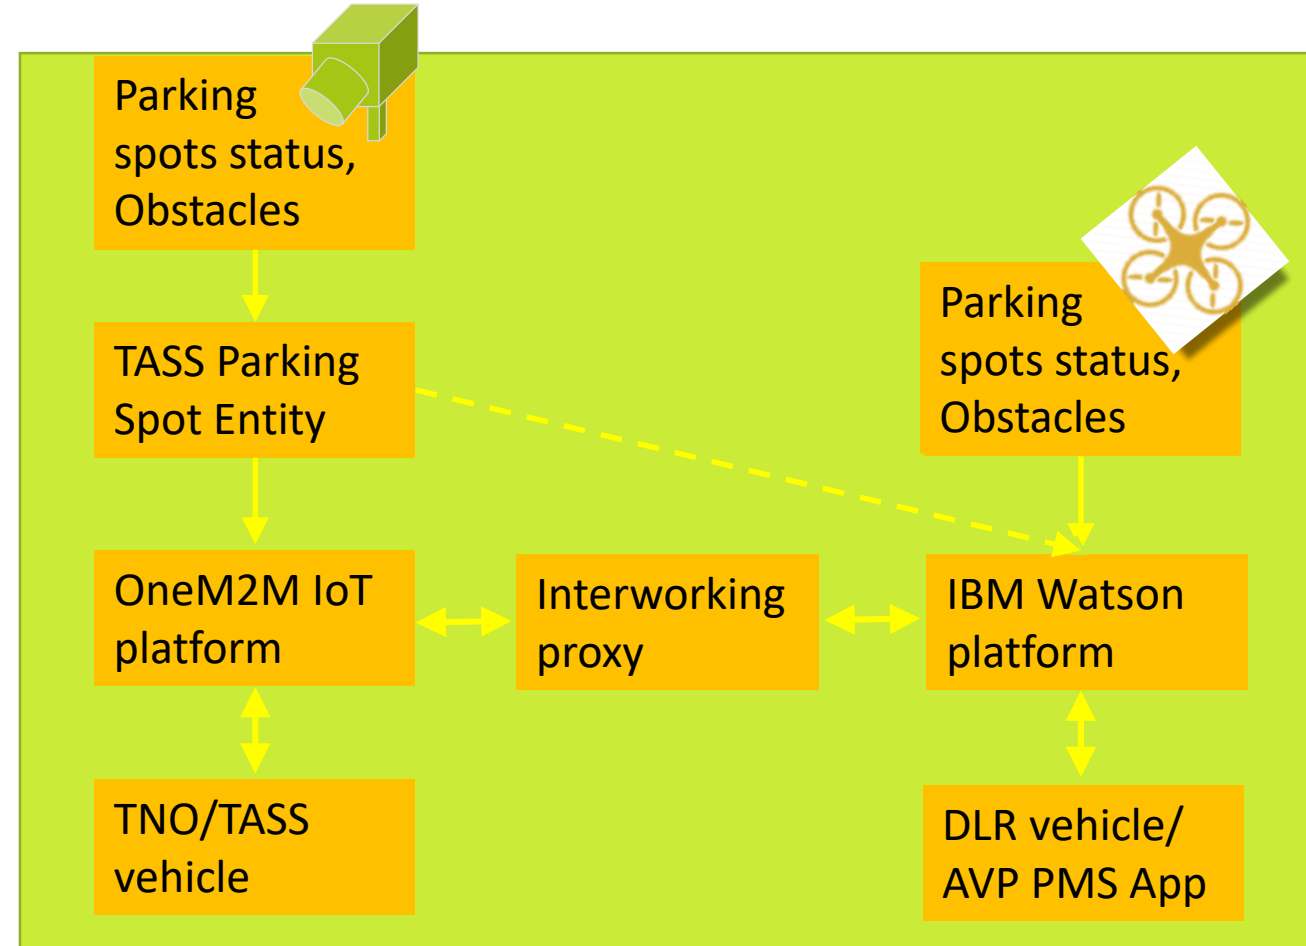 Parking
spots status,
Obstacles
Parking
spots status,
Obstacles
TASS Parking
Spot Entity
OneM2M IoT
platform
Interworking
proxy
IBM Watson
platform
TNO/TASS
vehicle
DLR vehicle/
AVP PMS App